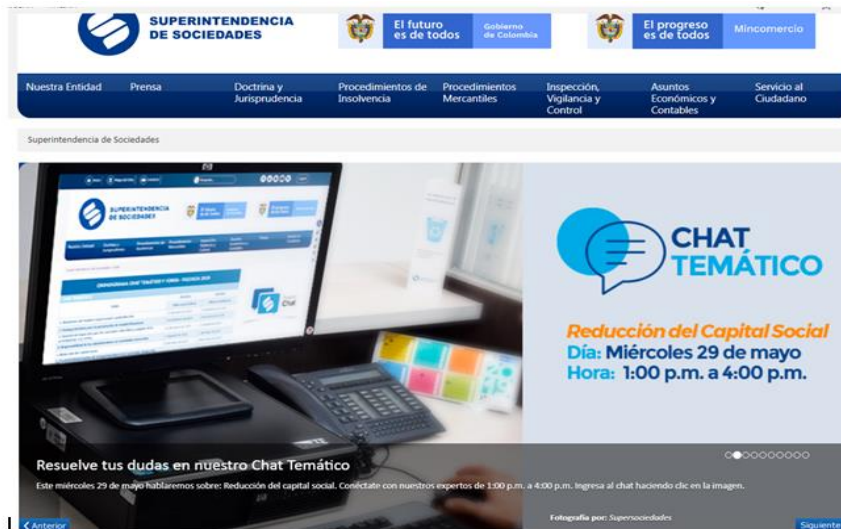 SUPERINTENDENCIA
DE SOCIEDADES
El futuro
es de todos
Gobierno
de Colombia
El progreso
es de todos
Mincomercio
Nuestra Entidad
Prensa
Doctrina y
Jurisprudencia
Procedimientos de
Insolvencia
Procedimientos
Mercantiles
Inspección,
Vigilancia y
Control
Asuntos
Económicos y
Contables
Servicio al
Ciudadano
Superintendencia de Sociedades
SUPERINTENDENCIA
DE SOCIEDADES
Chat
CHAT
TEMÁTICO
Reducción del Capital Social
Día: Miércoles 29 de mayo
Hora: 1:00 p.m. a 4:00 p.m.
Resuelve tus dudas en nuestro Chat Temático
Este miércoles 29 de mayo hablaremos sobre: Reducción del capital social. Conéctate con nuestros expertos de 1:00 p.m. a 4:00 p.m. Ingresa al chat haciendo clic en la imagen.
Fotografía por: Supersociedades
Anterior
Siguiente